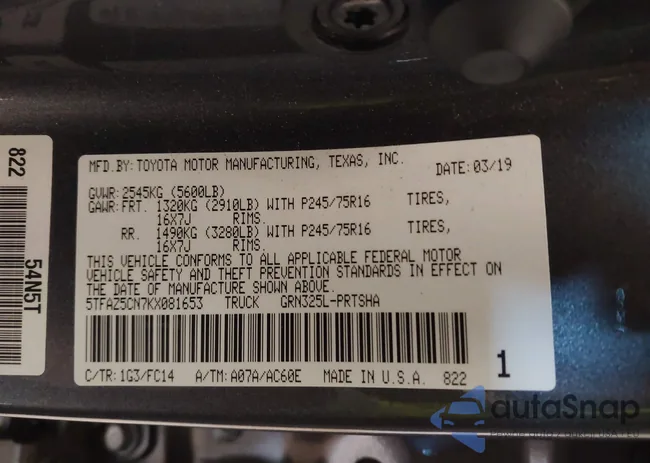 822
54N5T
MFD.BY:TOYOTA MOTOR MANUFACTURING, TEXAS, INC. DATE:03/19
GVWR:2545KG (5600LB)
GAWR:FRT. 1320KG (2910LB) WITH P245/75R16 TIRES,
16X7J RIMS.
RR. 1490KG (3280LB) WITH P245/75R16 TIRES,
16X7J RIMS.
THIS VEHICLE CONFORMS TO ALL APPLICABLE FEDERAL MOTOR
VEHICLE SAFETY AND THEFT PREVENTION STANDARDS IN EFFECT ON
THE DATE OF MANUFACTURE SHOWN ABOVE.
5TFAZ5CN7KX081653 TRUCK GRN325L-PRTSHA
C/TR:1G3/FC14 A/TM:A07A/AC60E MADE IN U.S.A. 822 1
autoSnap